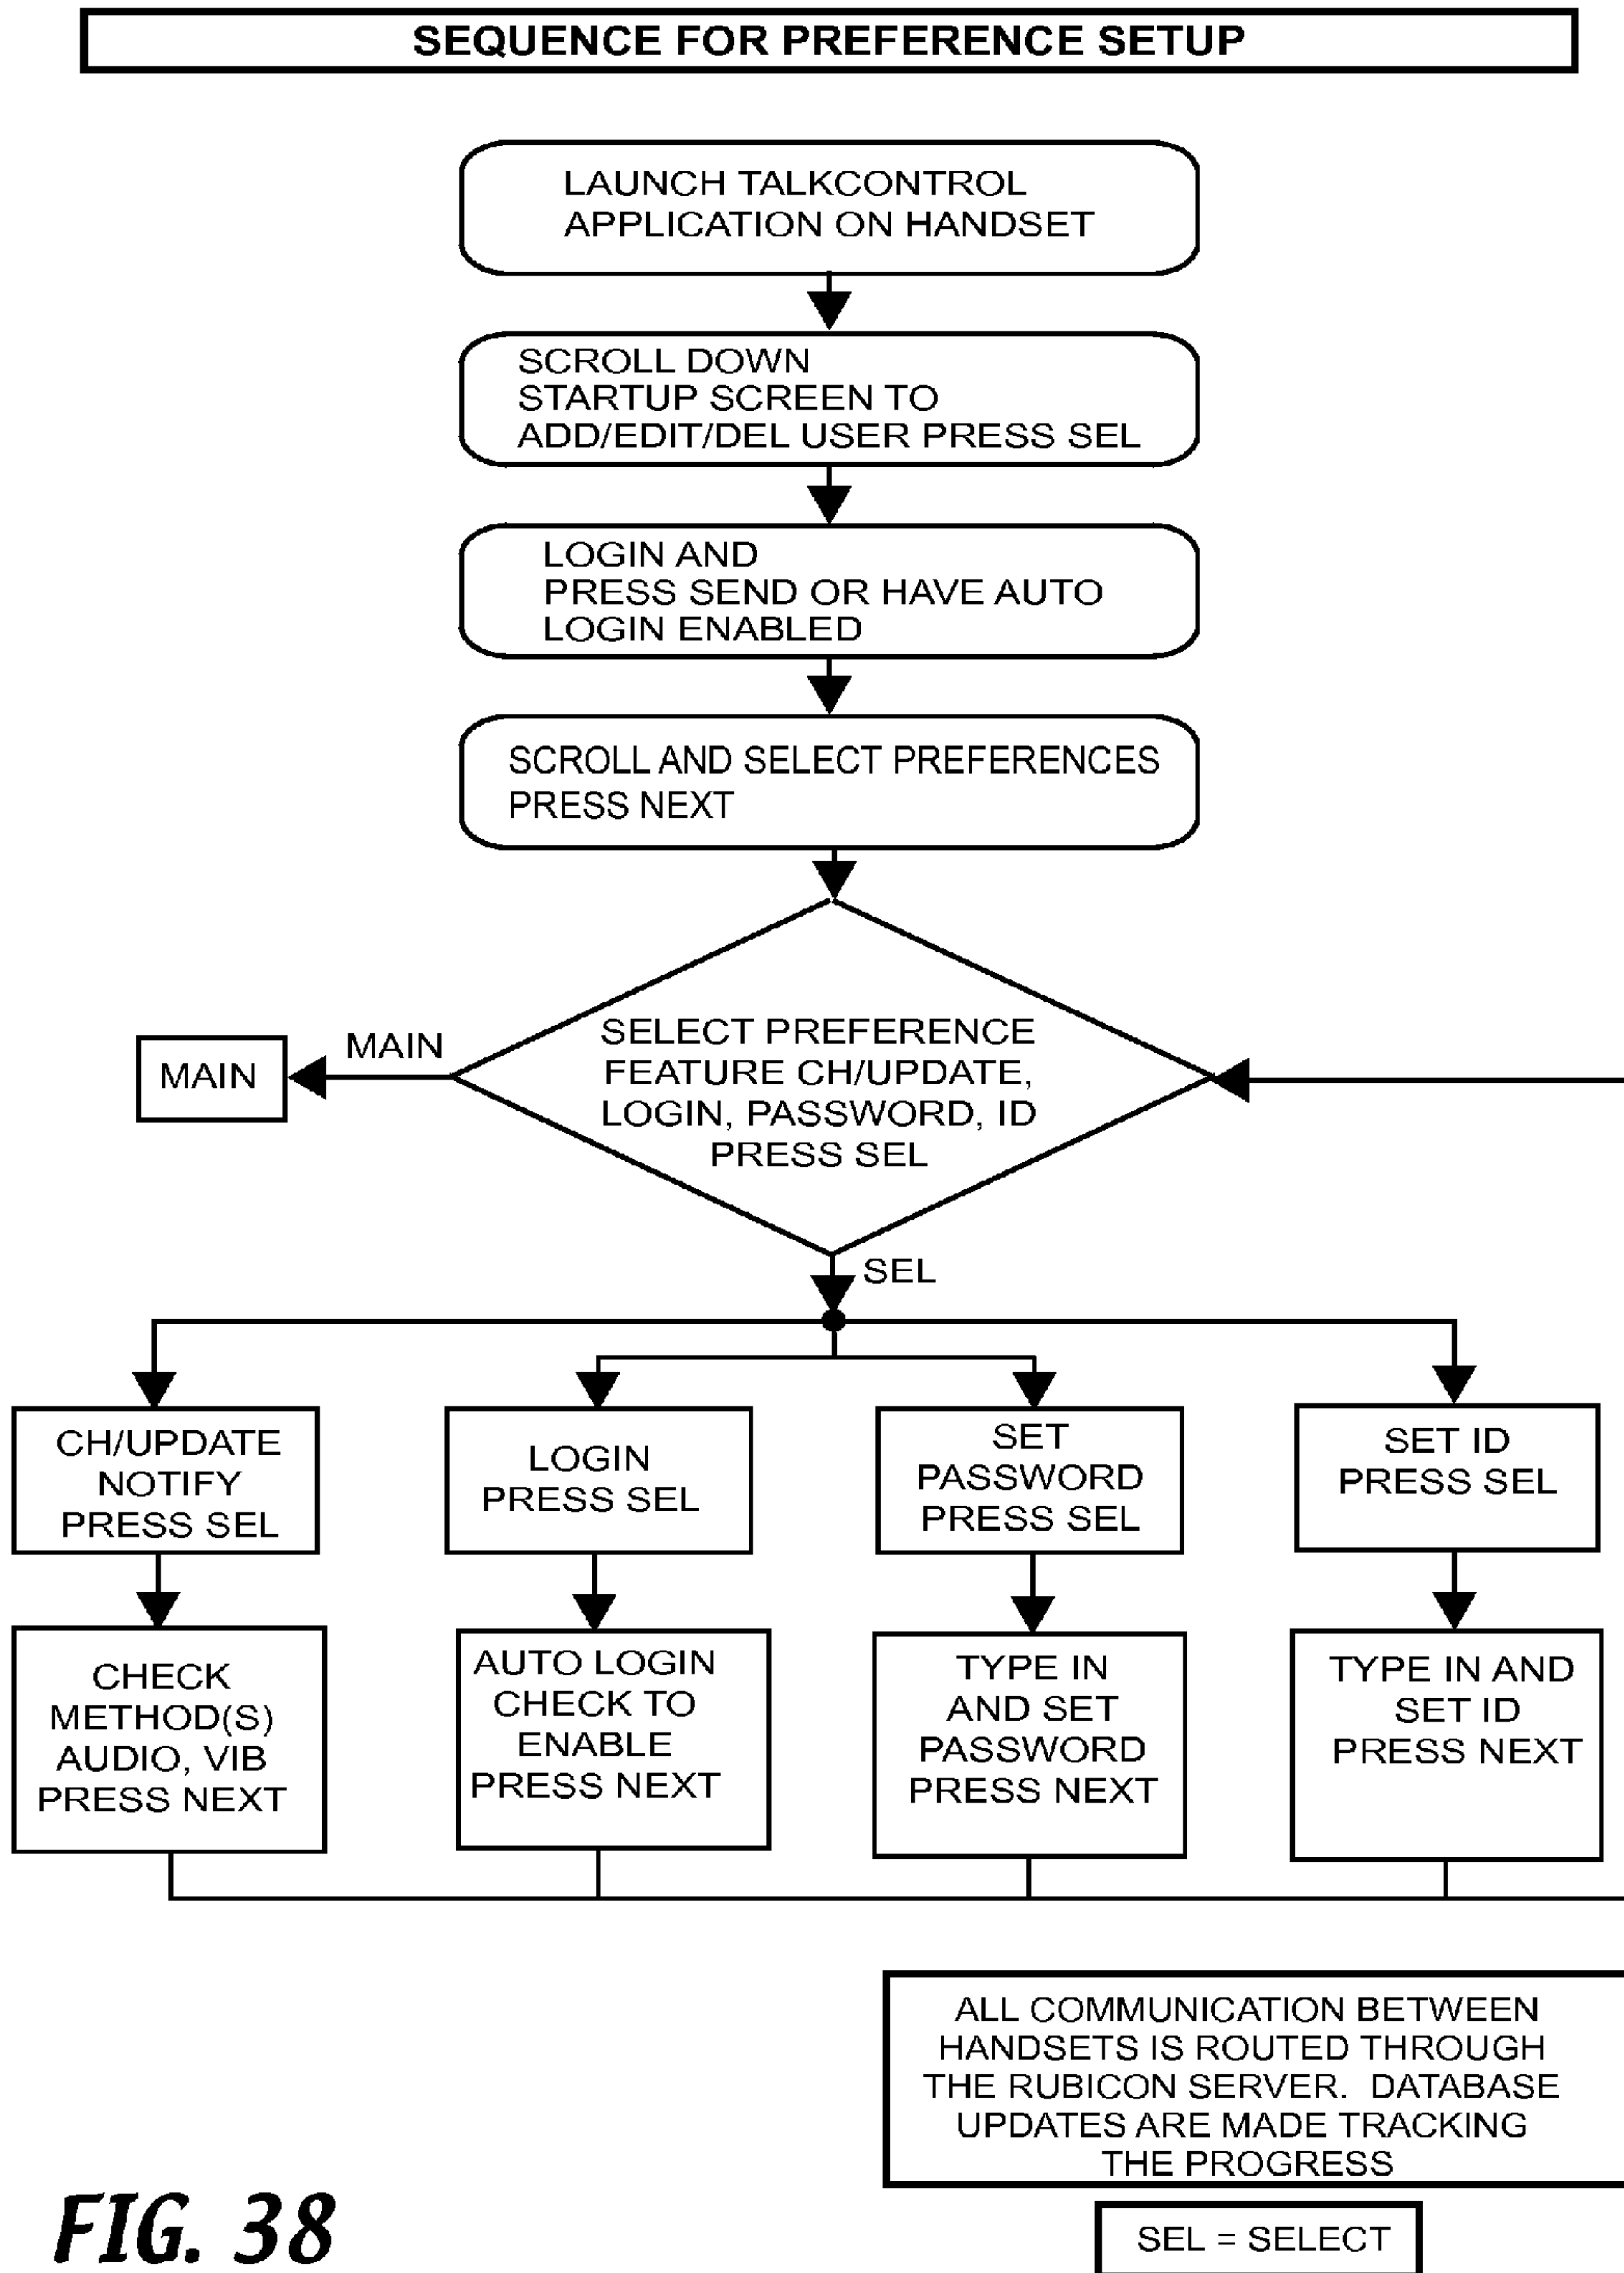 SEQUENCE FOR PREFERENCE SETUP
LAUNCH TALKCONTROL
APPLICATION ON HANDSET
SCROLL DOWN
STARTUP SCREEN TO
ADD/EDIT/DEL USER PRESS SEL
LOGIN AND
PRESS SEND OR HAVE AUTO
LOGIN ENABLED
SCROLL AND SELECT PREFERENCES
PRESS NEXT
SELECT PREFERENCE
FEATURE CH/UPDATE,
LOGIN, PASSWORD, ID
PRESS SEL
MAIN
MAIN
SEL
CH/UPDATE
NOTIFY
PRESS SEL
LOGIN
PRESS SEL
SET
PASSWORD
PRESS SEL
SET ID
PRESS SEL
CHECK
METHOD(S)
AUDIO, VIB
PRESS NEXT
AUTO LOGIN
CHECK TO
ENABLE
PRESS NEXT
TYPE IN
AND SET
PASSWORD
PRESS NEXT
TYPE IN AND
SET ID
PRESS NEXT
ALL COMMUNICATION BETWEEN
HANDSETS IS ROUTED THROUGH
THE RUBICON SERVER. DATABASE
UPDATES ARE MADE TRACKING
THE PROGRESS
SEL = SELECT
FIG. 38